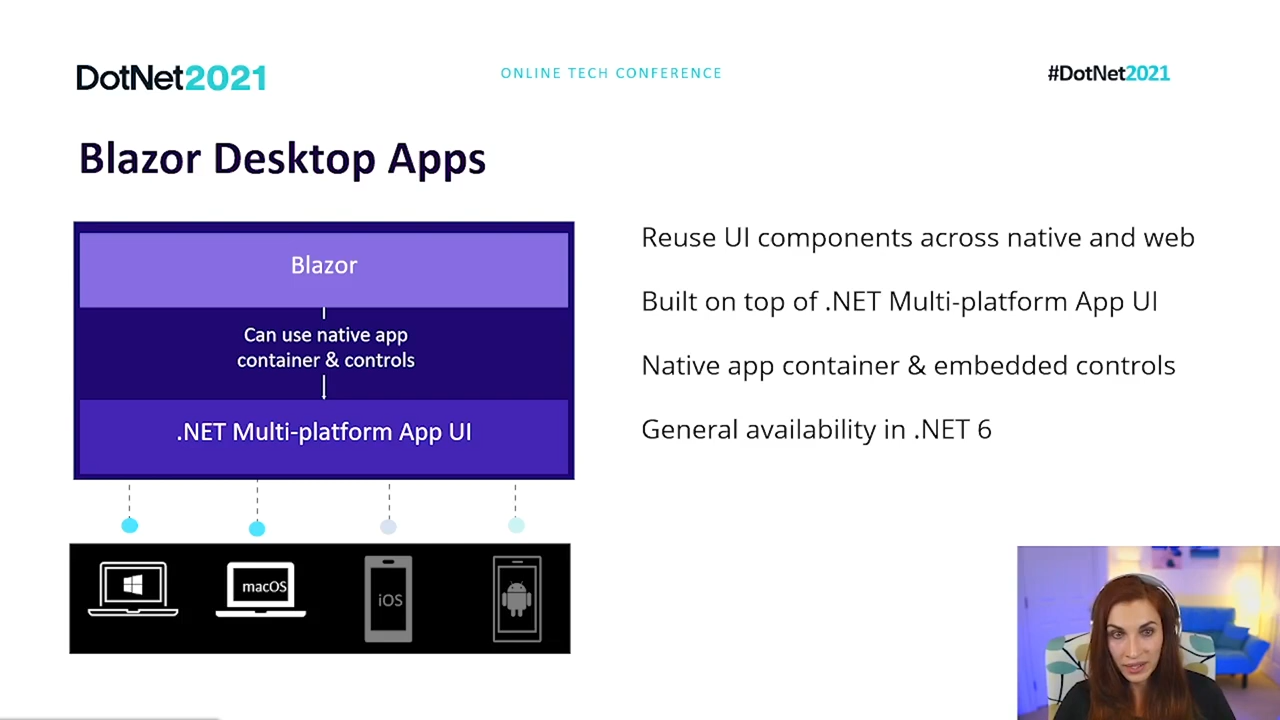 DotNet2021
ONLINE TECH CONFERENCE
#DotNet2021
Blazor Desktop Apps
Blazor
Can use native app
container & controls
.NET Multi-platform App UI
macOS
iOS
Reuse UI components across native and web
Built on top of .NET Multi-platform App UI
Native app container & embedded controls
General availability in .NET 6